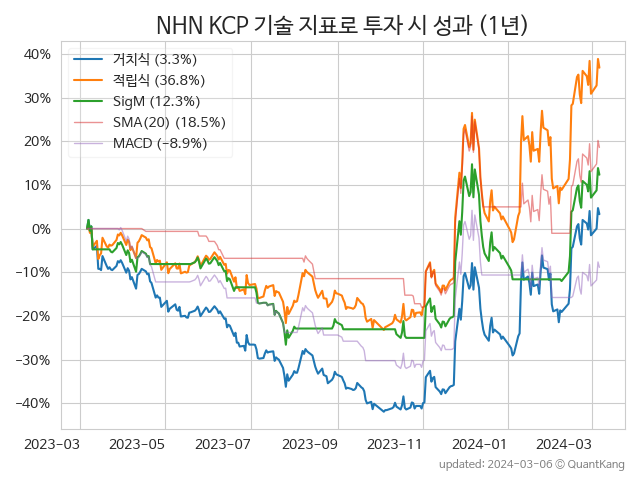 NHN KCP 기술 지표로 투자 시 성과 (1년)
거치식 (3.3%)
적립식 (36.8%)
SigM (12.3%)
SMA(20) (18.5%)
MACD (−8.9%)
40%
30%
20%
10%
0%
−10%
−20%
−30%
−40%
2023-03 2023-05 2023-07 2023-09 2023-11 2024-01 2024-03
updated: 2024-03-06 ⓒ QuantKang